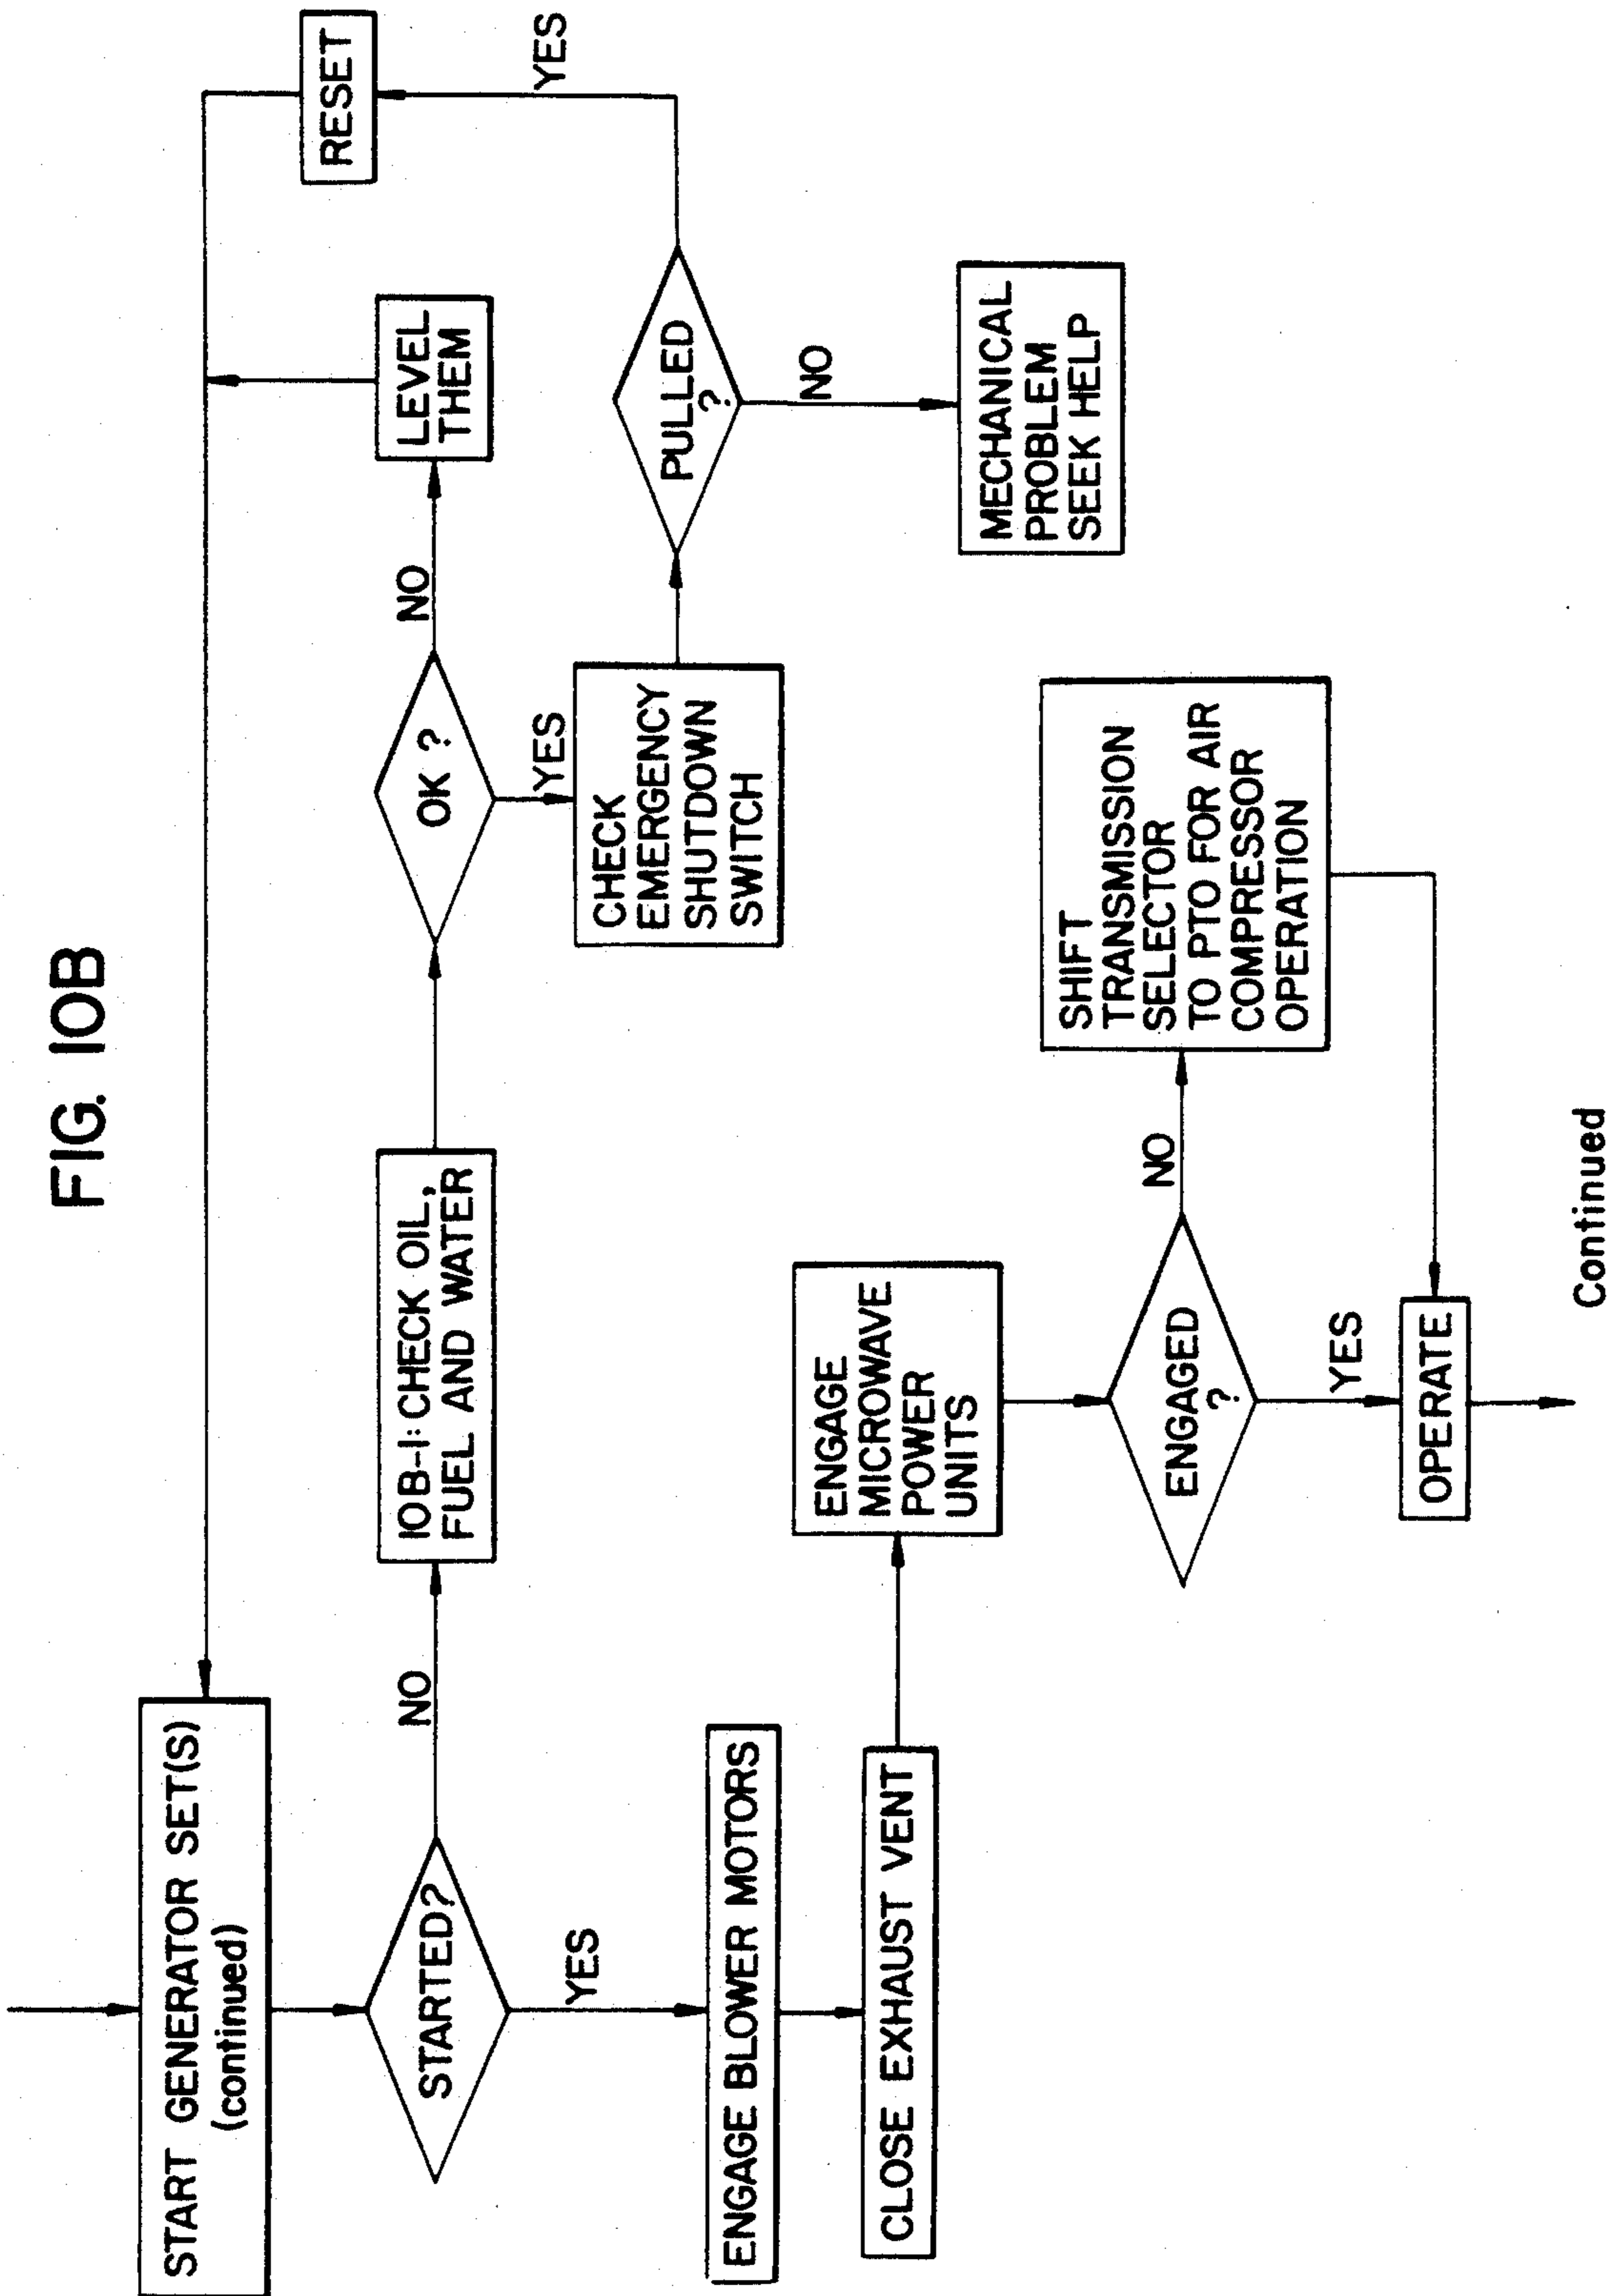 FIG. 10B
START GENERATOR SET(S)
(continued)
STARTED?
NO
10B-1: CHECK OIL,
FUEL AND WATER
OK ?
NO
LEVEL
THEM
RESET
YES
CHECK
EMERGENCY
SHUTDOWN
SWITCH
PULLED
?
YES
NO
MECHANICAL
PROBLEM
SEEK HELP
YES
ENGAGE BLOWER MOTORS
CLOSE EXHAUST VENT
ENGAGE
MICROWAVE
POWER
UNITS
ENGAGED
?
NO
SHIFT
TRANSMISSION
SELECTOR
TO PTO FOR AIR
COMPRESSOR
OPERATION
YES
OPERATE
Continued